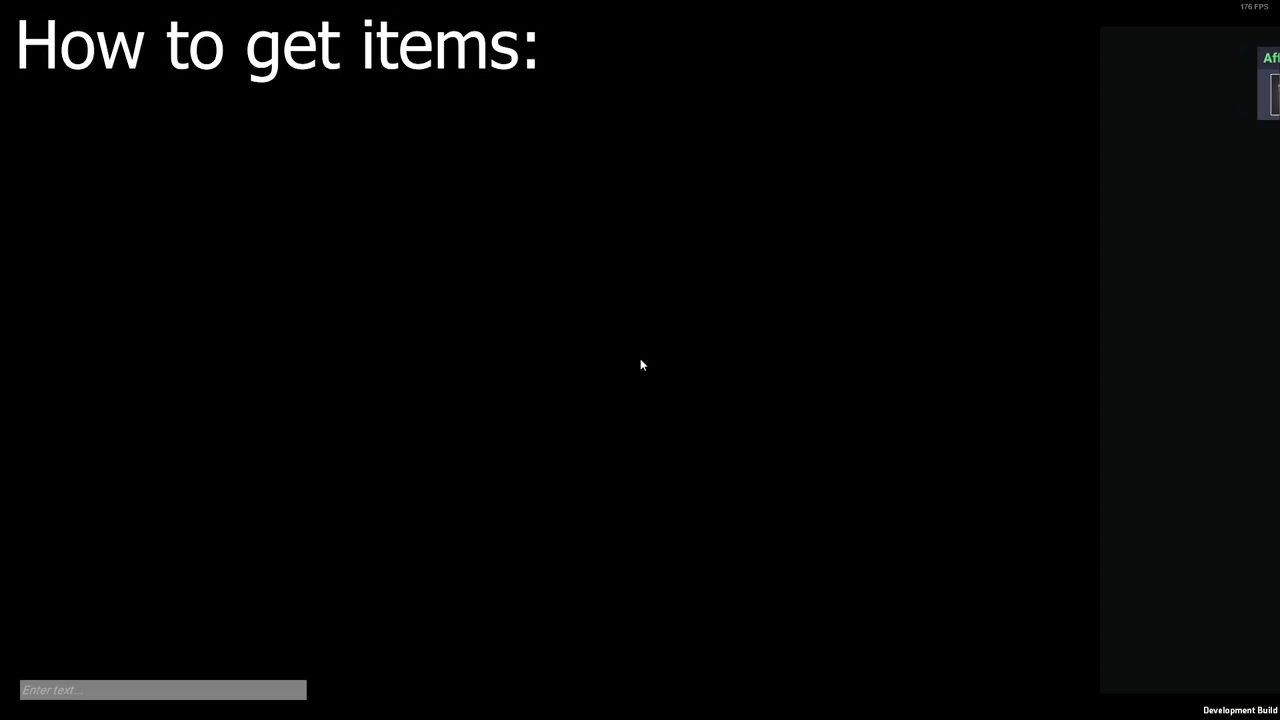 176 FPS
How to get items:
Enter text...
Development Build